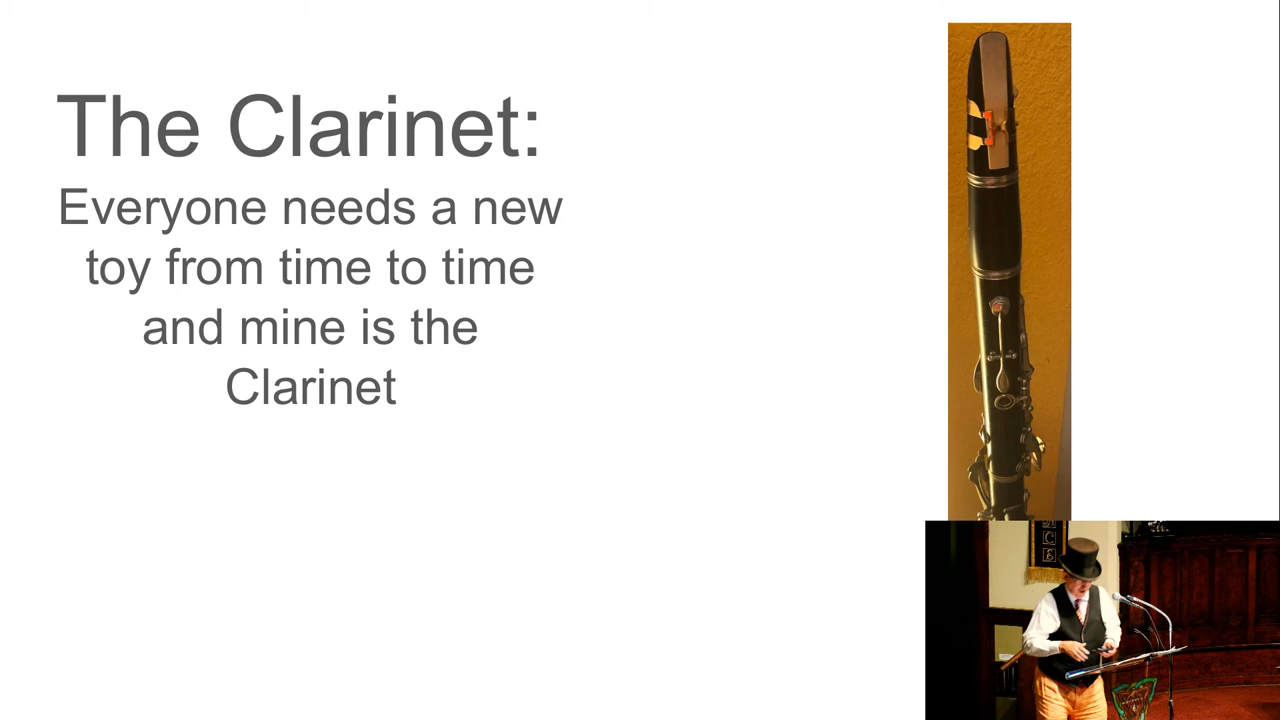 The Clarinet:
Everyone needs a new
toy from time to time
and mine is the
Clarinet